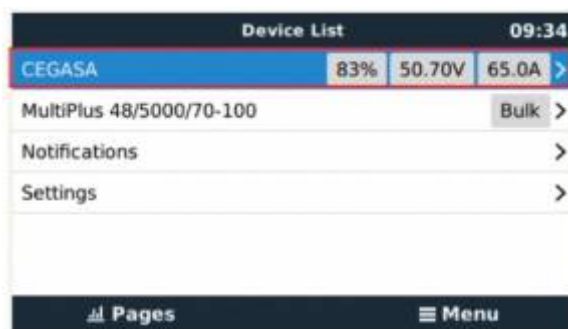 Device List 09:34
CEGASA 83% 50.70V 65.0A
MultiPlus 48/5000/70-100 Bulk
Notifications
Settings
Pages Menu